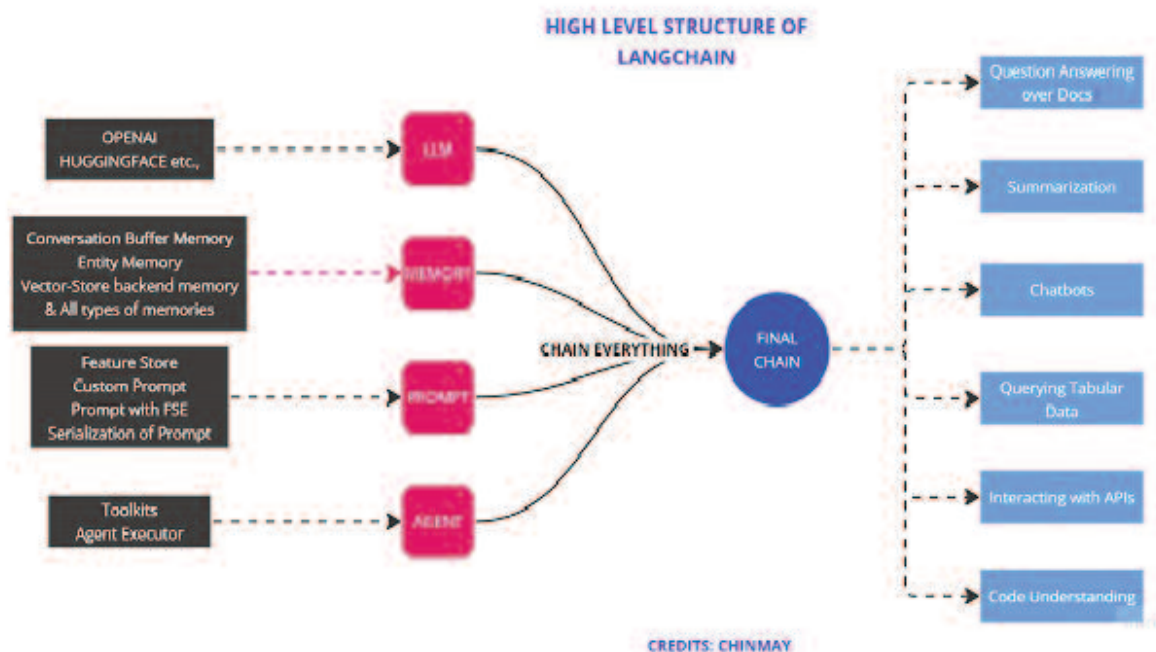 HIGH LEVEL STRUCTURE OF
LANGCHAIN
OPENAI
HUGGINGFACE etc.,
LLM
Conversation Buffer Memory
Entity Memory
Vector-Store backend memory
& All types of memories
MEMORY
Feature Store
Custom Prompt
Prompt with FSE
Serialization of Prompt
PROMPT
Toolkits
Agent Executor
AGENT
CHAIN EVERYTHING
FINAL
CHAIN
Question Answering
over Docs
Summarization
Chatbots
Querying Tabular
Data
Interacting with APIs
Code Understanding
CREDITS: CHINMAY